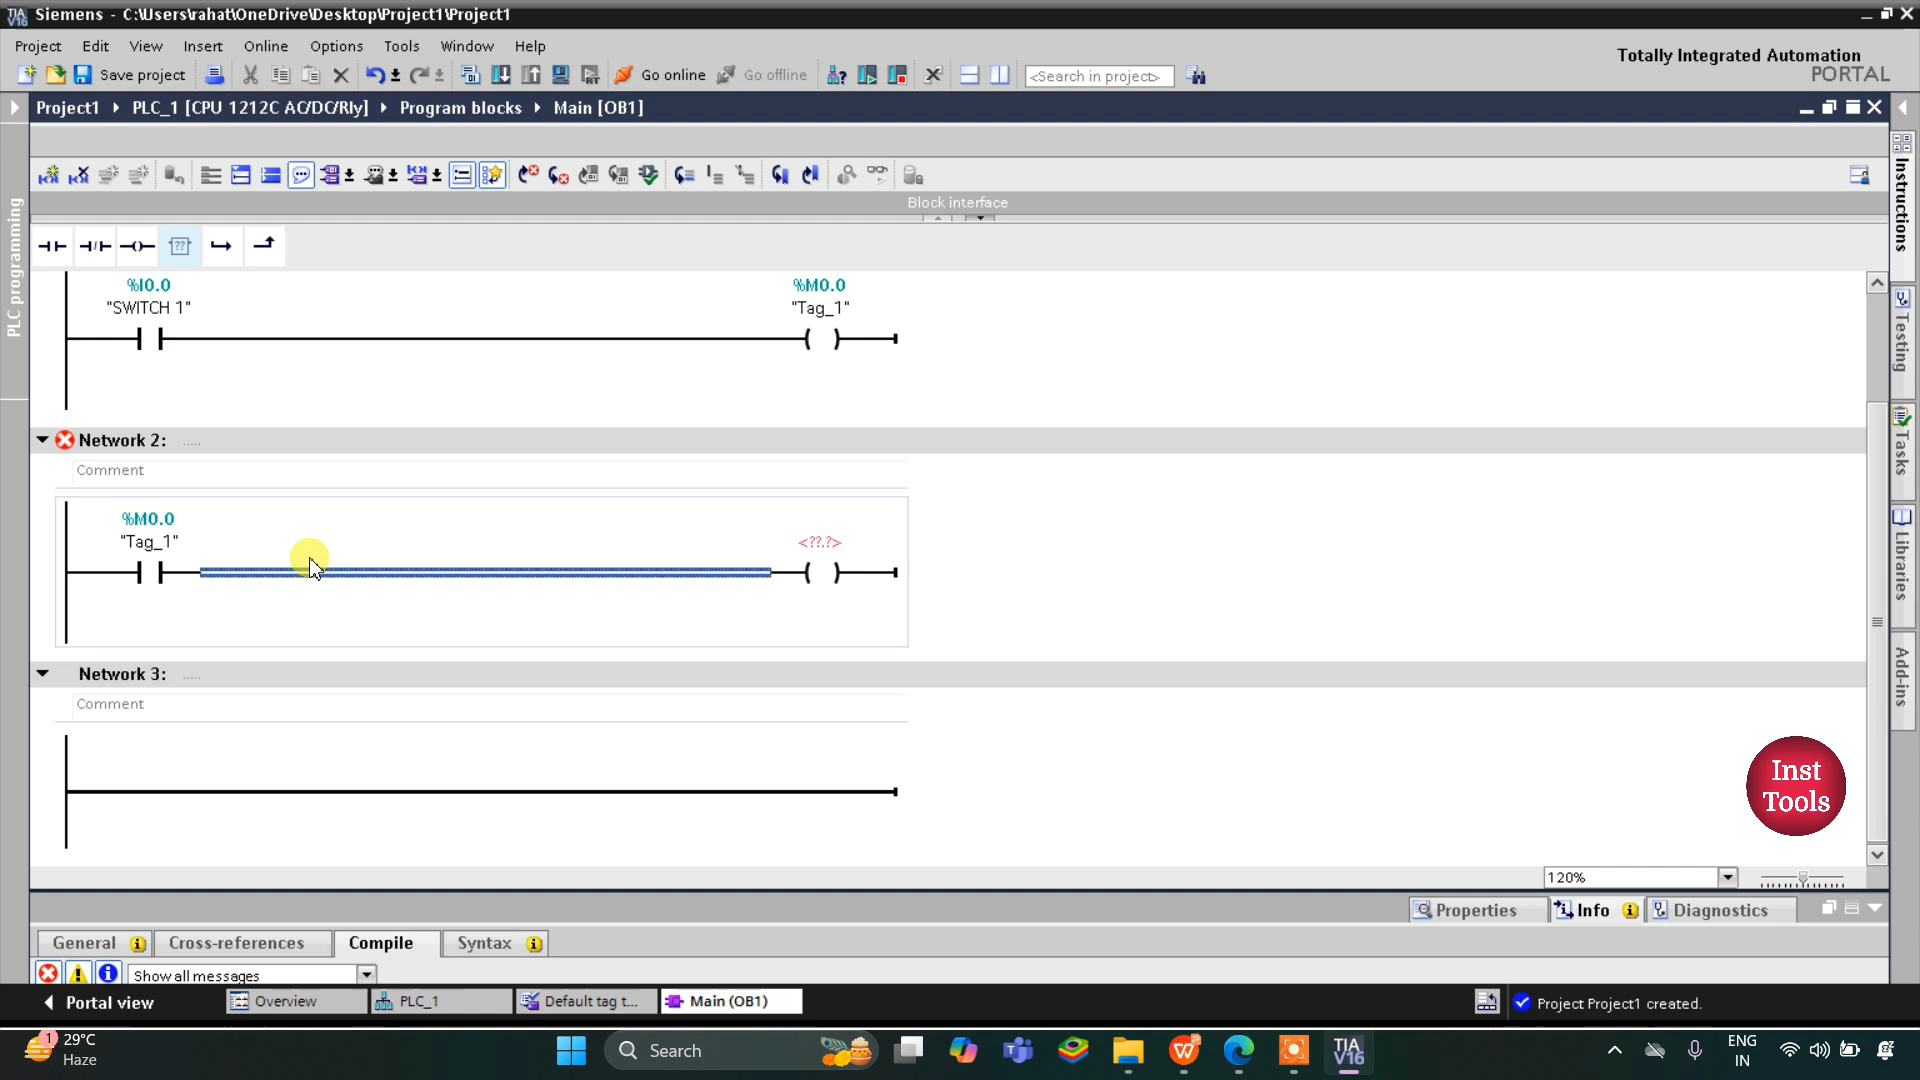 Siemens - C:\Users\rahat\OneDrive\Desktop\Project1\Project1
Project Edit View Insert Online Options Tools Window Help
Totally Integrated Automation
PORTAL
Save project
Go online
Go offline
<Search in project>
Project1 PLC_1 [CPU 1212C AC/DC/Rly] Program blocks Main [OB1]
Block interface
??
%I0.0
"SWITCH 1"
%M0.0
"Tag_1"
Network 2: .....
Comment
%M0.0
"Tag_1"
<??.?>
Network 3: .....
Comment
PLC programming
Instructions
Testing
Tasks
Libraries
Add-ins
Inst
Tools
120%
Properties
Info
Diagnostics
General
Cross-references
Compile
Syntax
Show all messages
Portal view
Overview
PLC_1
Default tag t...
Main (OB1)
Project Project1 created.
1
29°C
Haze
Search
TIA
V16
ENG
IN